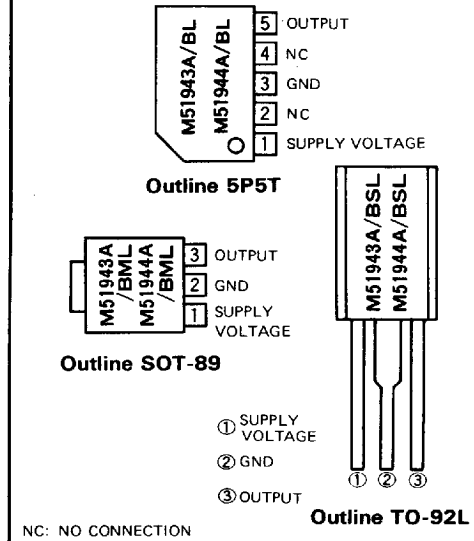 5 OUTPUT
4 NC
3 GND
2 NC
1 SUPPLY VOLTAGE
M51943A/BL
M51944A/BL
Outline 5P5T
M51943A
/BML
M51944A
/BML
3 OUTPUT
2 GND
1 SUPPLY
VOLTAGE
Outline SOT-89
M51943A/BSL
M51944A/BSL
① SUPPLY
VOLTAGE
② GND
③ OUTPUT
① ② ③
Outline TO-92L
NC: NO CONNECTION